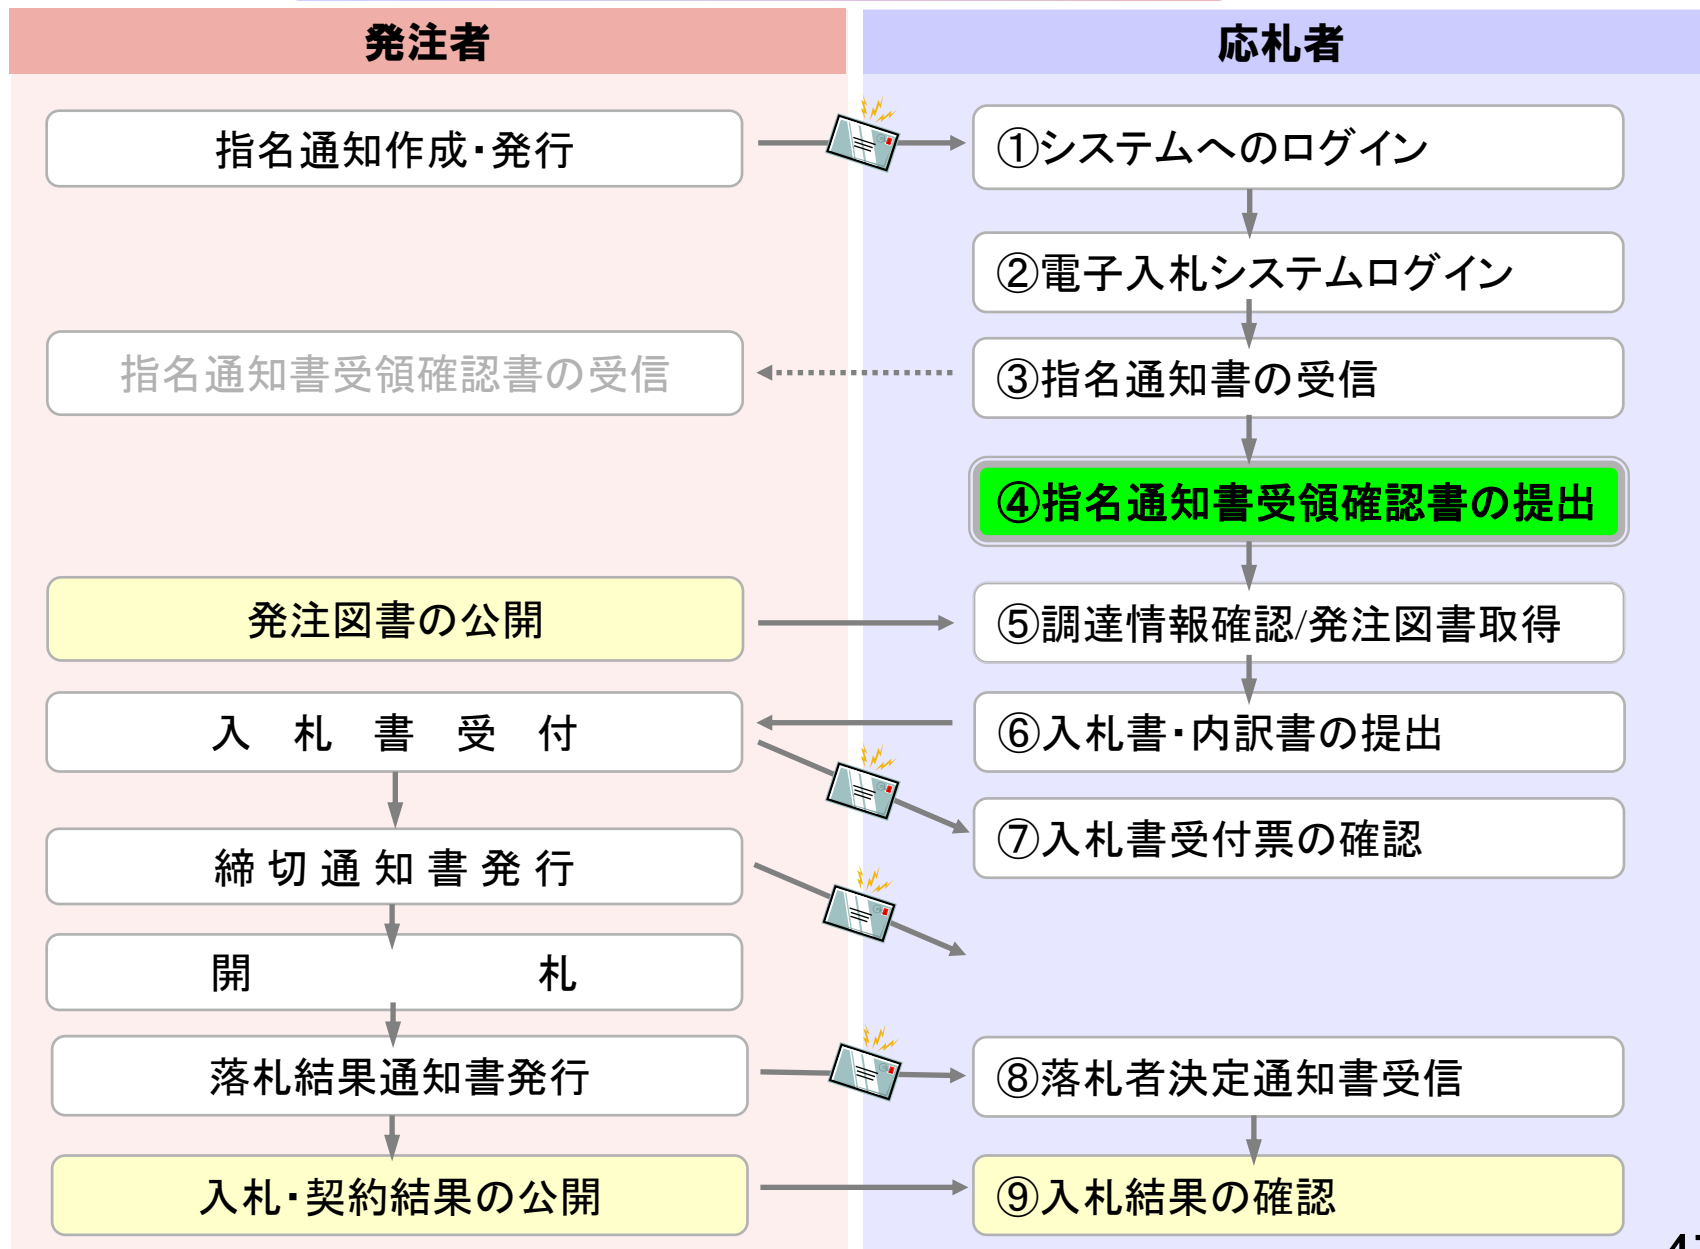 発注者
応札者
指名通知作成・発行
①システムへのログイン
②電子入札システムログイン
指名通知書受領確認書の受信
③指名通知書の受信
④指名通知書受領確認書の提出
発注図書の公開
⑤調達情報確認/発注図書取得
入 札 書 受 付
⑥入札書・内訳書の提出
⑦入札書受付票の確認
締切通知書発行
開 札
落札結果通知書発行
⑧落札者決定通知書受信
入札・契約結果の公開
⑨入札結果の確認